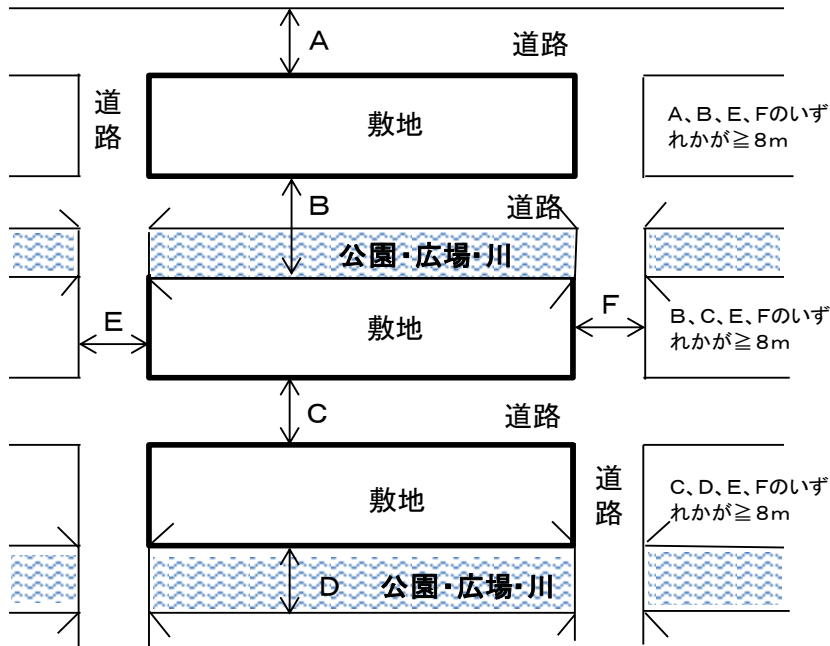 A
道路
道路
敷地
A、B、E、Fのいず
れかが≧8m
B
道路
公園・広場・川
E
敷地
F
B、C、E、Fのいず
れかが≧8m
C
道路
敷地
道路
C、D、E、Fのいず
れかが≧8m
D
公園・広場・川